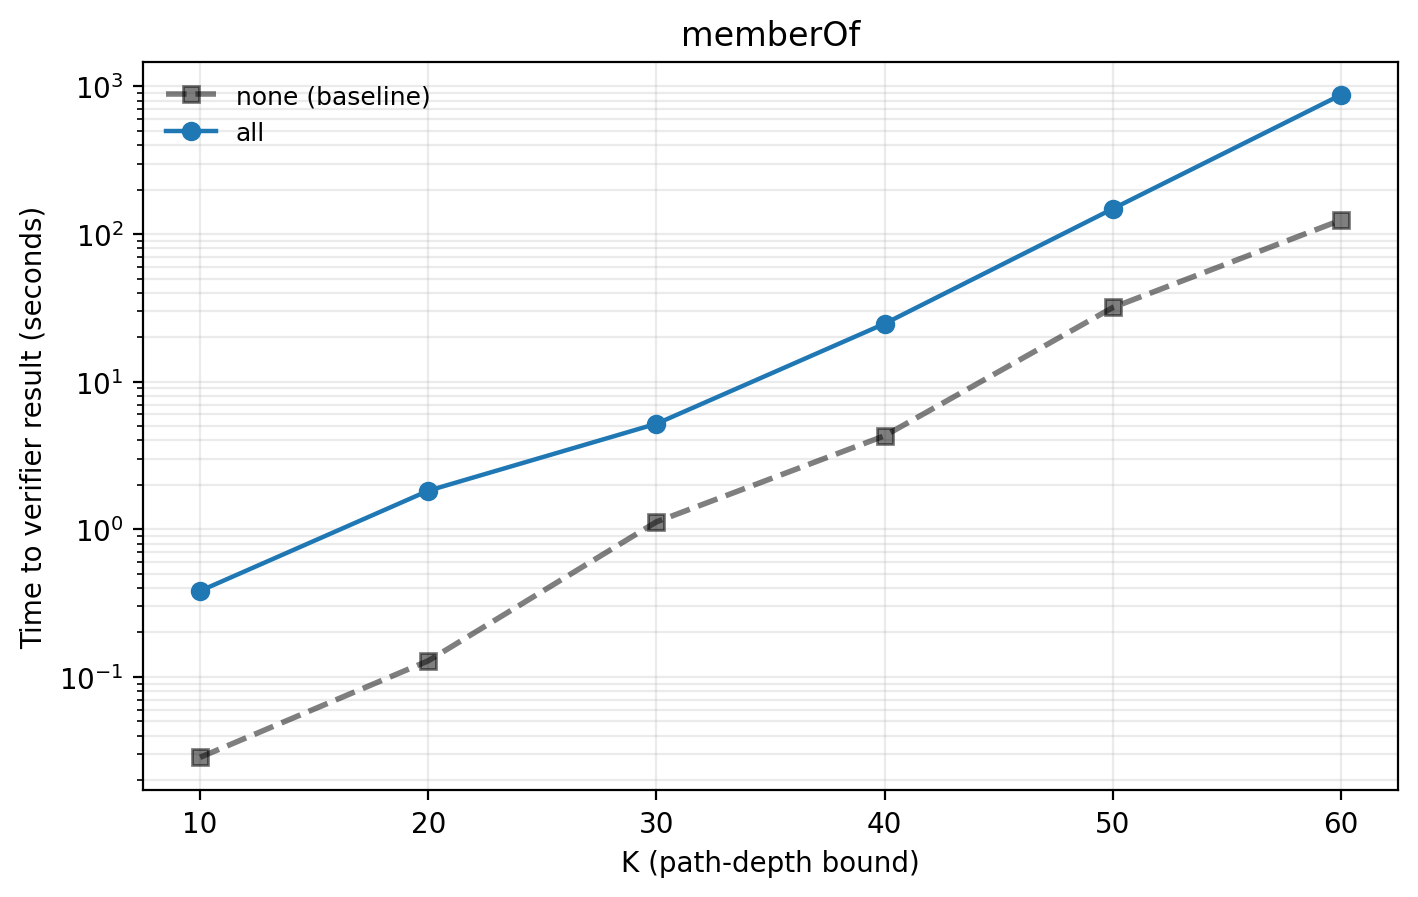 memberOf
none (baseline)
all
Time to verifier result (seconds)
10³
10²
10¹
10⁰
10⁻¹
10 20 30 40 50 60
K (path-depth bound)